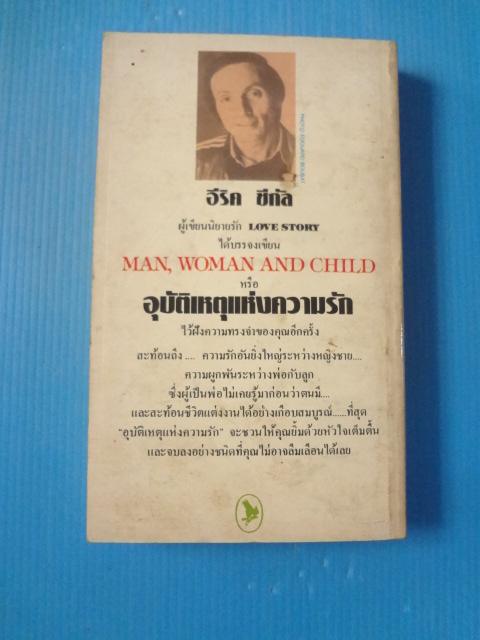 PHOTO: EDOUARD BOUBAT
อีริค ซีกัล
ผู้เขียนนิยายรัก LOVE STORY
ได้บรรจงเขียน
MAN, WOMAN AND CHILD
หรือ
อุบัติเหตุแห่งความรัก
ไว้ฝังความทรงจำของคุณอีกครั้ง
สะท้อนถึง .... ความรักอันยิ่งใหญ่ระหว่างหญิงชาย....
ความผูกพันระหว่างพ่อกับลูก
ซึ่งผู้เป็นพ่อไม่เคยรู้มาก่อนว่าตนมี....
และสะท้อนชีวิตแต่งงานได้อย่างเกือบสมบูรณ์......ที่สุด
"อุบัติเหตุแห่งความรัก" จะชวนให้คุณยิ้มด้วยหัวใจเต็มตื้น
และจบลงอย่างชนิดที่คุณไม่อาจลืมเลือนได้เลย